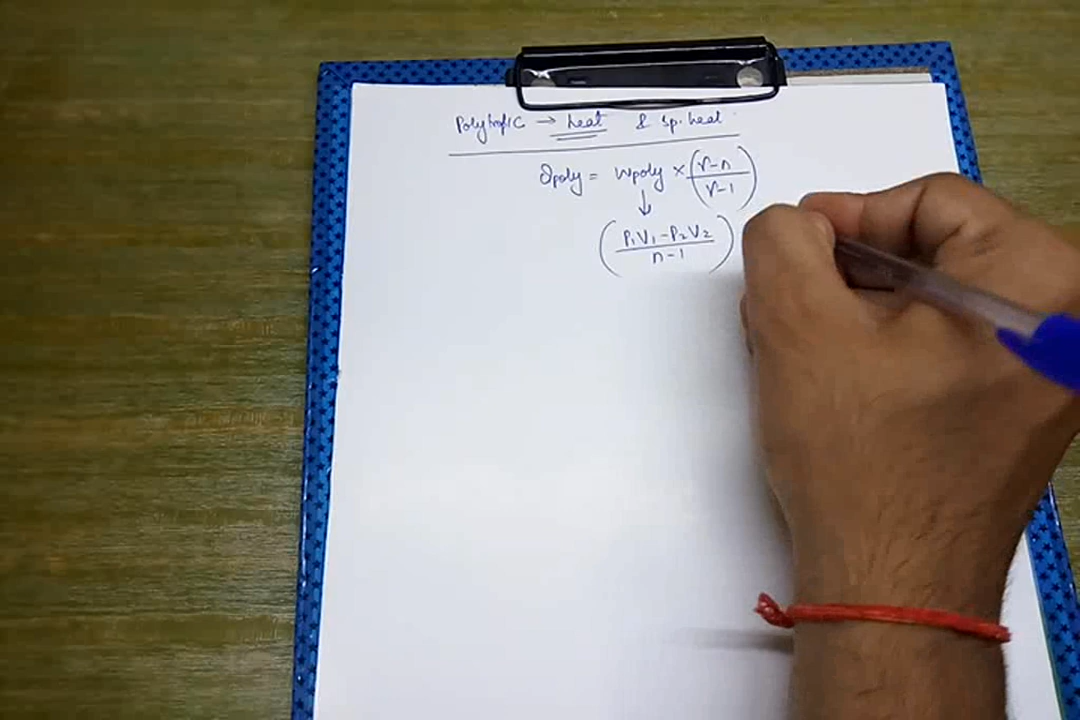 Polytropic → heat & sp. heat
Qpoly = Wpoly × (γ-n / γ-1)
↓
(P₁V₁-P₂V₂ / n-1)